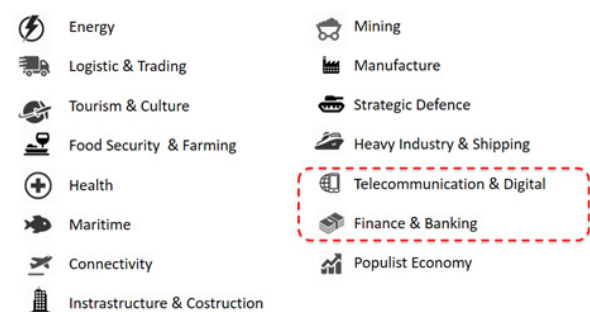 Energy
Logistic & Trading
Tourism & Culture
Food Security & Farming
Health
Maritime
Connectivity
Instrastructure & Costruction
Mining
Manufacture
Strategic Defence
Heavy Industry & Shipping
Telecommunication & Digital
Finance & Banking
Populist Economy